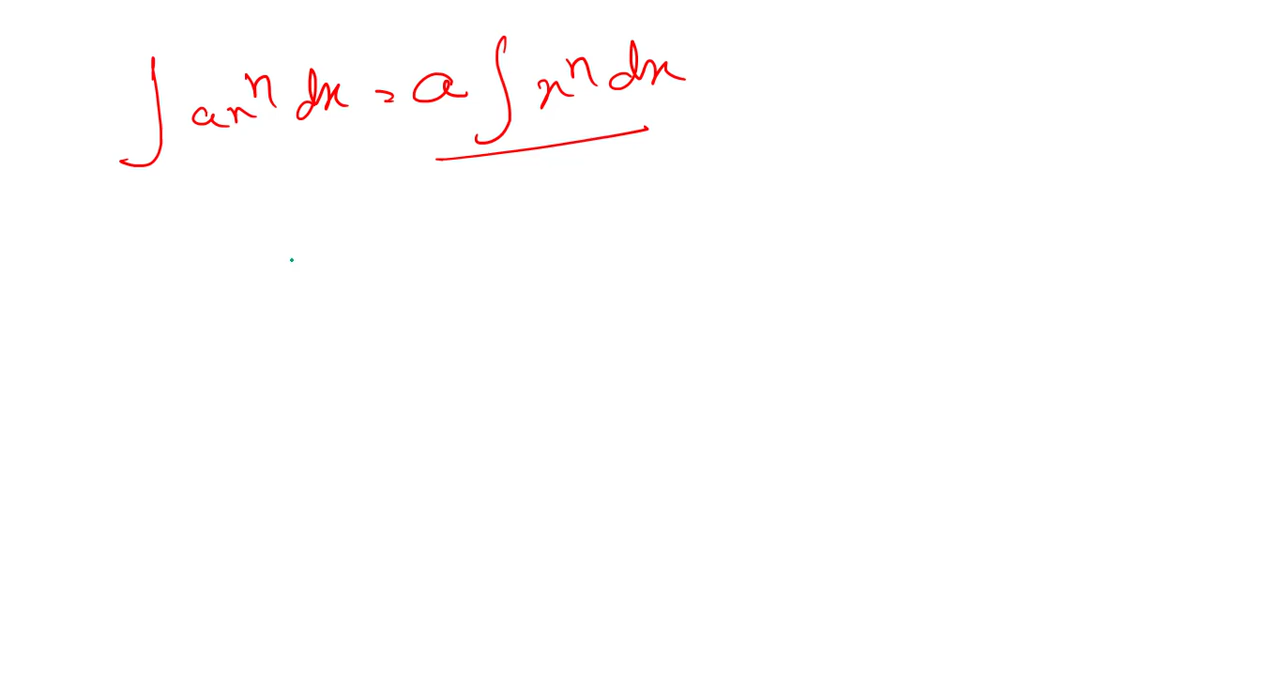 ∫ axⁿ dx = a ∫ xⁿ dx